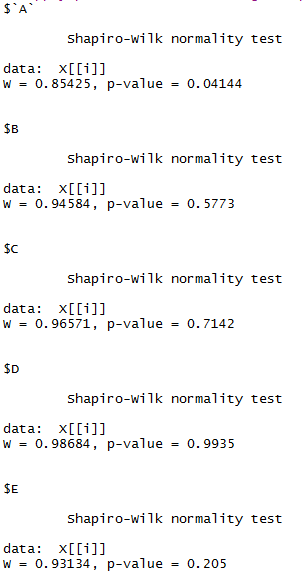 $`A`
Shapiro-Wilk normality test
data:  X[[i]]
W = 0.85425, p-value = 0.04144
$B
Shapiro-Wilk normality test
data:  X[[i]]
W = 0.94584, p-value = 0.5773
$C
Shapiro-Wilk normality test
data:  X[[i]]
W = 0.96571, p-value = 0.7142
$D
Shapiro-Wilk normality test
data:  X[[i]]
W = 0.98684, p-value = 0.9935
$E
Shapiro-Wilk normality test
data:  X[[i]]
W = 0.93134, p-value = 0.205